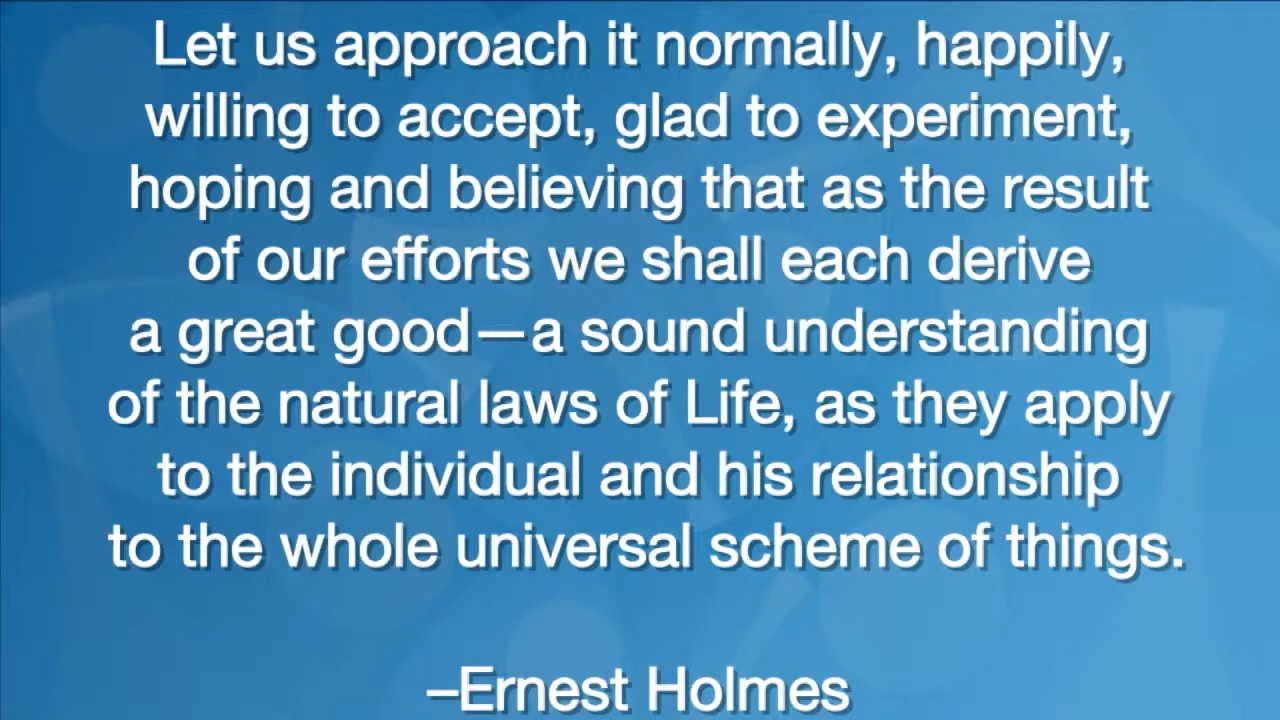 Let us approach it normally, happily,
willing to accept, glad to experiment,
hoping and believing that as the result
of our efforts we shall each derive
a great good—a sound understanding
of the natural laws of Life, as they apply
to the individual and his relationship
to the whole universal scheme of things.
–Ernest Holmes